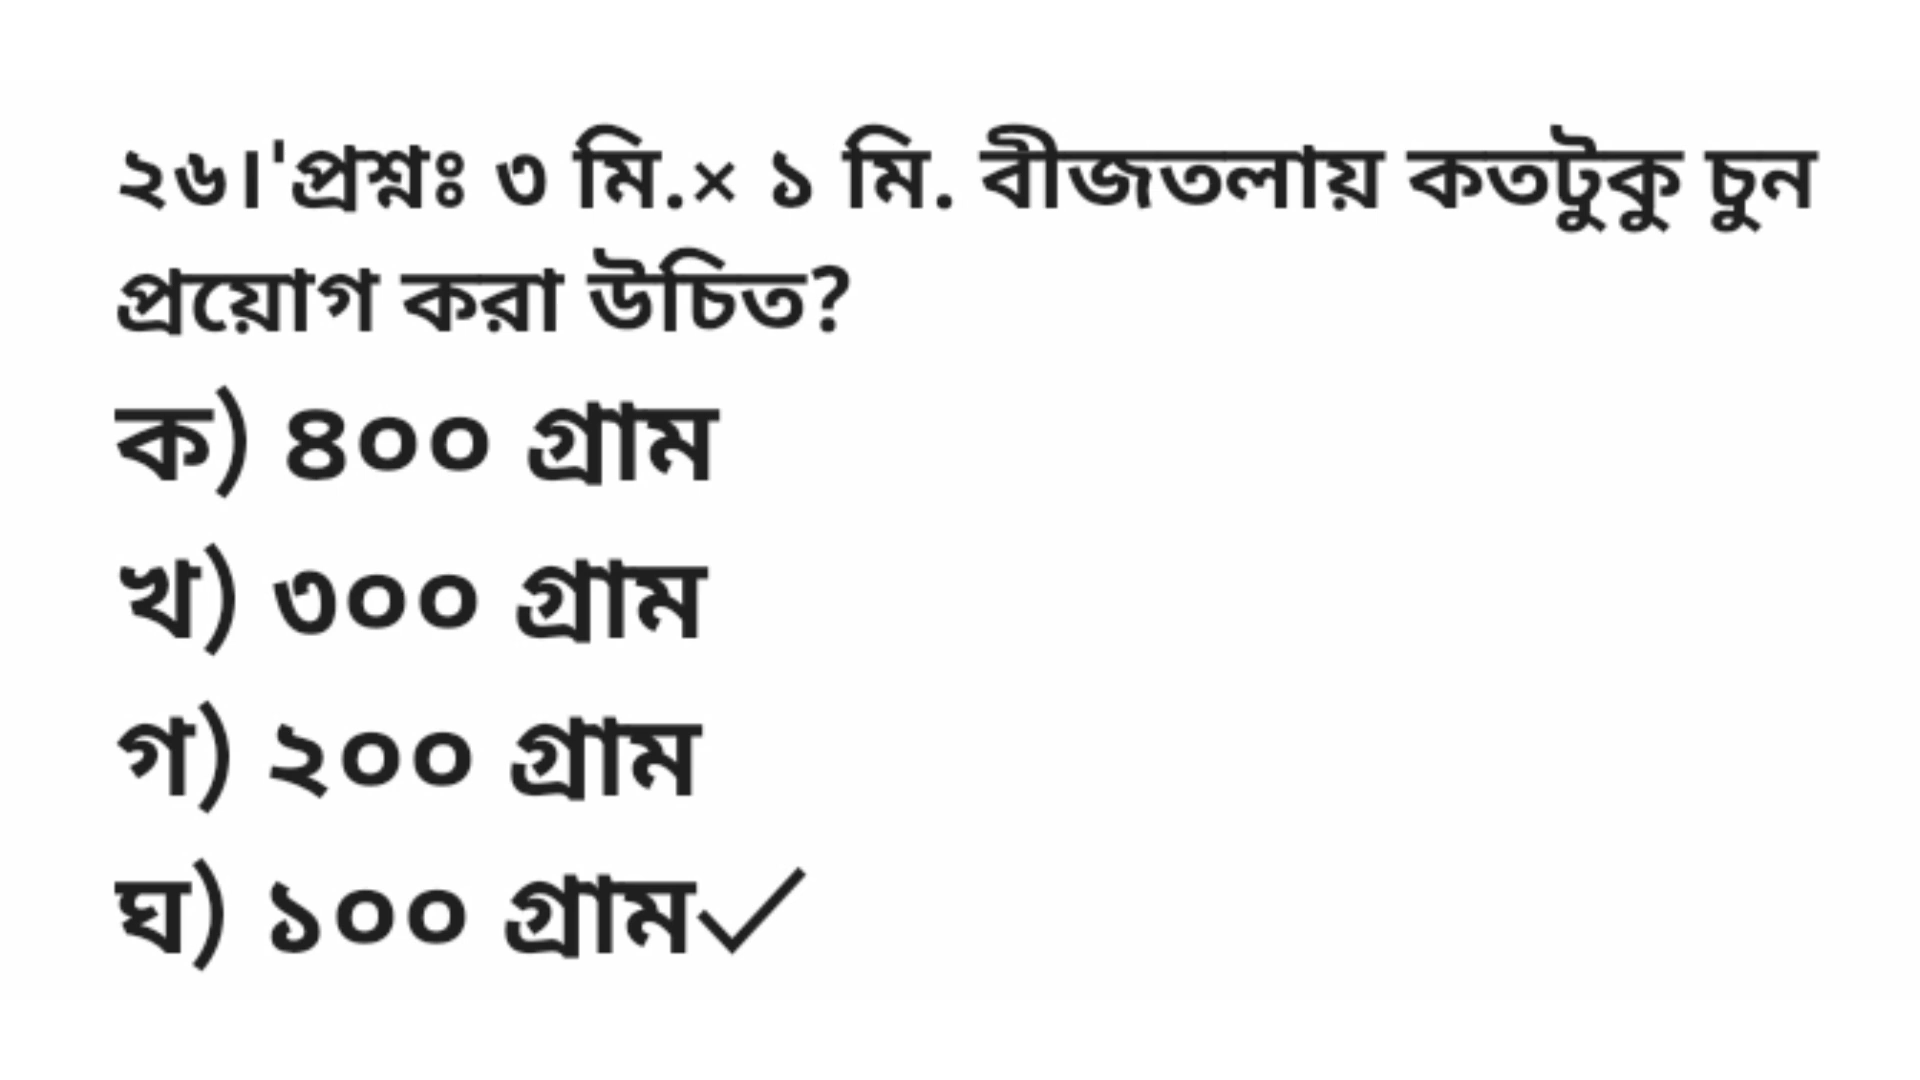 ২৬।'প্রশ্নঃ ৩ মি.× ১ মি. বীজতলায় কতটুকু চুন
প্রয়োগ করা উচিত?
ক) ৪০০ গ্রাম
খ) ৩০০ গ্রাম
গ) ২০০ গ্রাম
ঘ) ১০০ গ্রাম✓